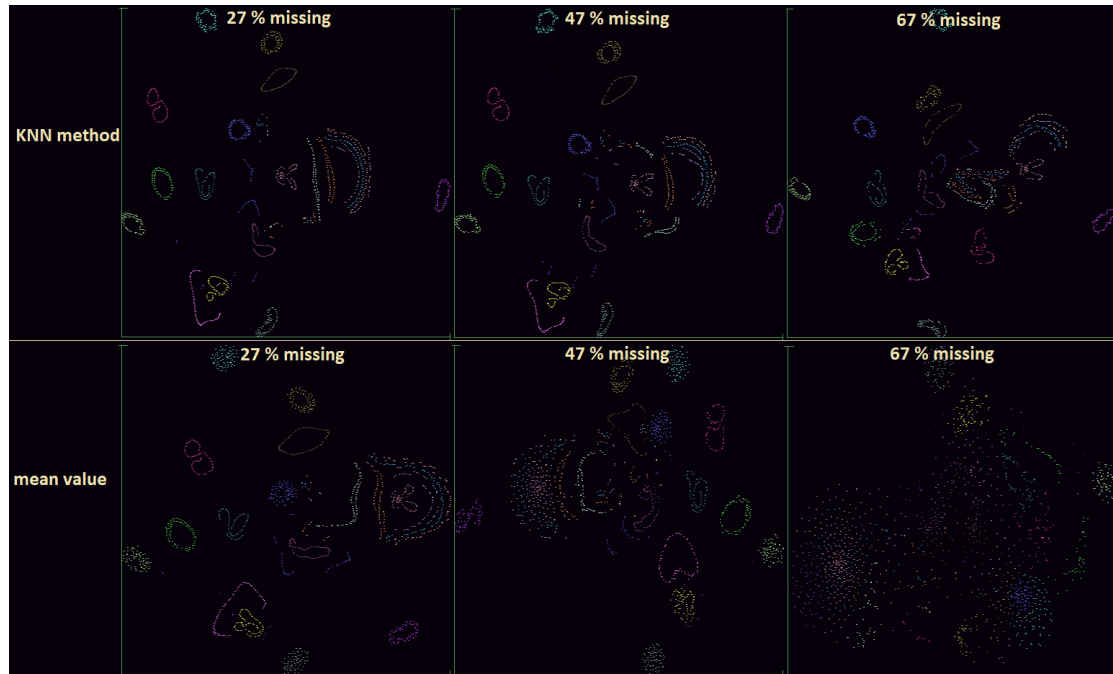 27 % missing
47 % missing
67 % missing
KNN method
27 % missing
47 % missing
67 % missing
mean value